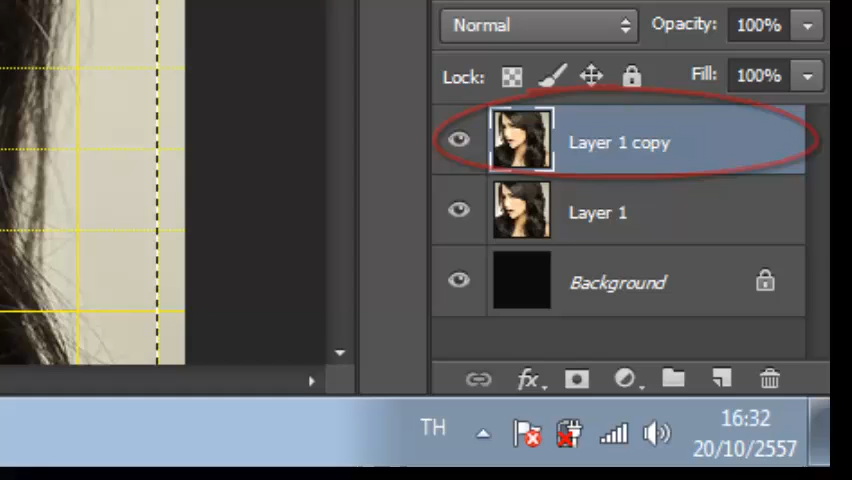 Normal Opacity: 100%
Lock: Fill: 100%
Layer 1 copy
Layer 1
Background
fx
TH 16:32
20/10/2557